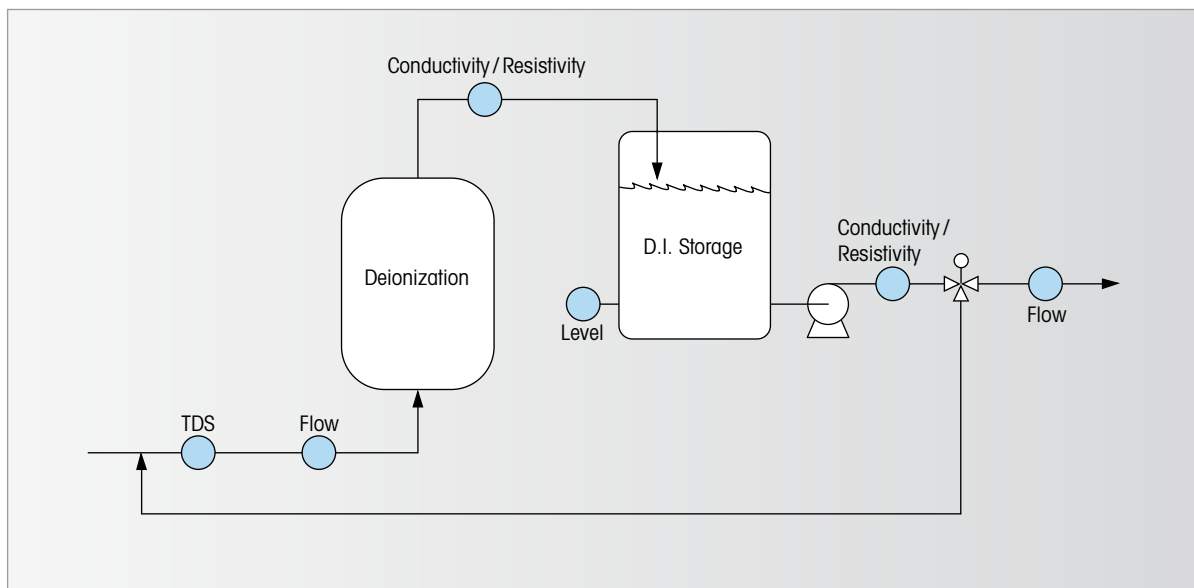 Conductivity / Resistivity
Deionization
D.I. Storage
Conductivity /
Resistivity
Level
Flow
TDS
Flow